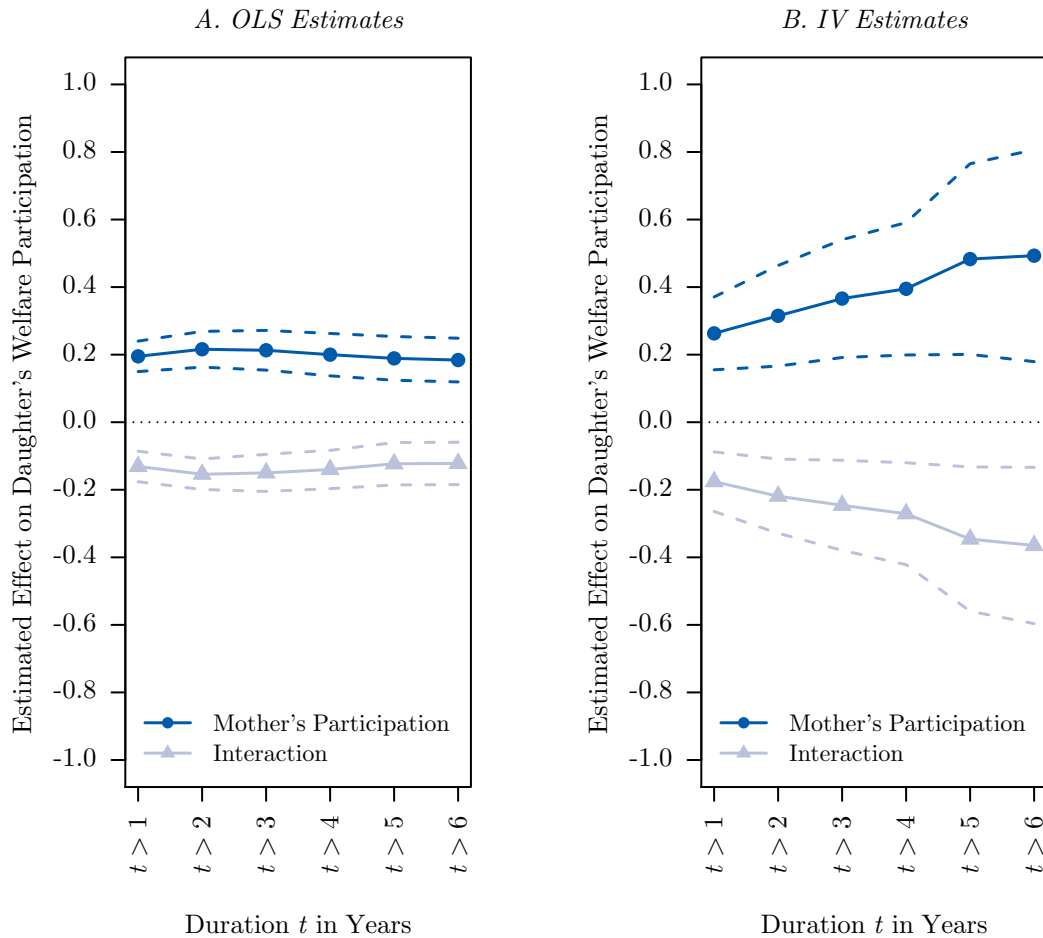 A. OLS Estimates
Estimated Effect on Daughter's Welfare Participation
1.0
0.8
0.6
0.4
0.2
0.0
-0.2
-0.4
-0.6
-0.8
-1.0
Mother's Participation
Interaction
t > 1
t > 2
t > 3
t > 4
t > 5
t > 6
Duration t in Years
B. IV Estimates
Estimated Effect on Daughter's Welfare Participation
1.0
0.8
0.6
0.4
0.2
0.0
-0.2
-0.4
-0.6
-0.8
-1.0
Mother's Participation
Interaction
t > 1
t > 2
t > 3
t > 4
t > 5
t > 6
Duration t in Years